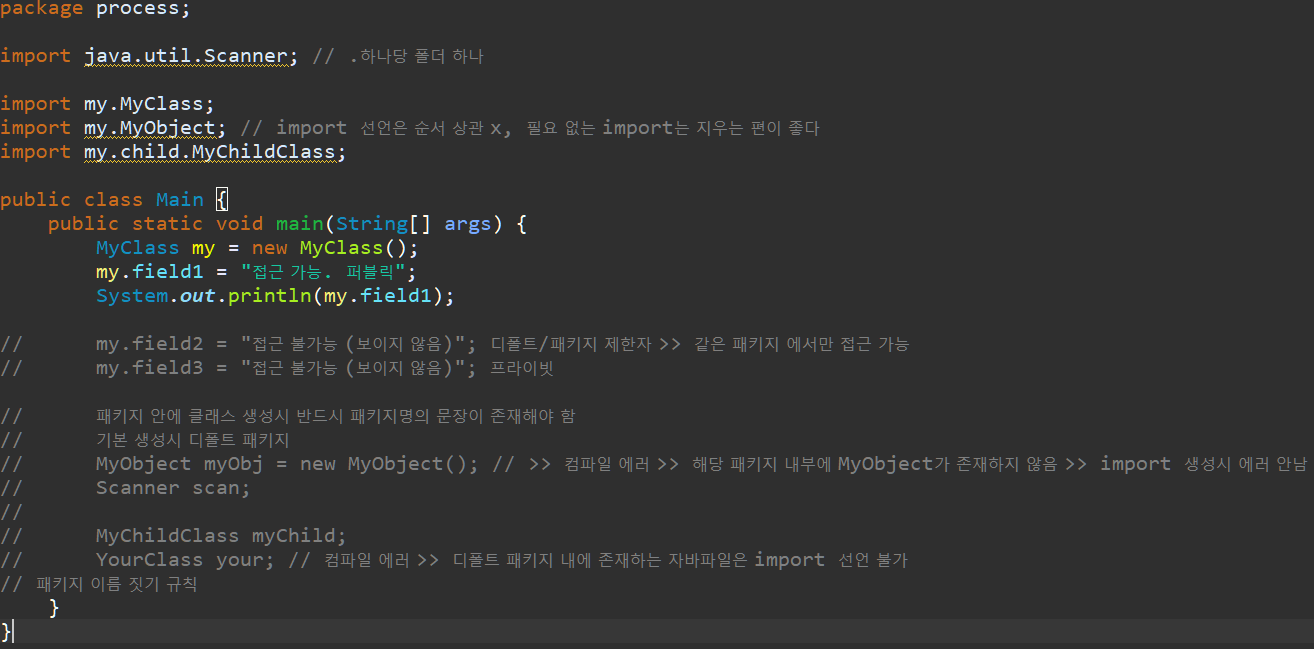 package process;
import java.util.Scanner; // .하나당 폴더 하나
import my.MyClass;
import my.MyObject; // import 선언은 순서 상관 x, 필요 없는 import는 지우는 편이 좋다
import my.child.MyChildClass;
public class Main {
public static void main(String[] args) {
MyClass my = new MyClass();
my.field1 = "접근 가능. 퍼블릭";
System.out.println(my.field1);
// my.field2 = "접근 불가능 (보이지 않음)"; 디폴트/패키지 제한자 >> 같은 패키지 에서만 접근 가능
// my.field3 = "접근 불가능 (보이지 않음)"; 프라이빗
// 패키지 안에 클래스 생성시 반드시 패키지명의 문장이 존재해야 함
// 기본 생성시 디폴트 패키지
// MyObject myObj = new MyObject(); // >> 컴파일 에러 >> 해당 패키지 내부에 MyObject가 존재하지 않음 >> import 생성시 에러 안남
// Scanner scan;
//
// MyChildClass myChild;
// YourClass your; // 컴파일 에러 >> 디폴트 패키지 내에 존재하는 자바파일은 import 선언 불가
// 패키지 이름 짓기 규칙
}
}